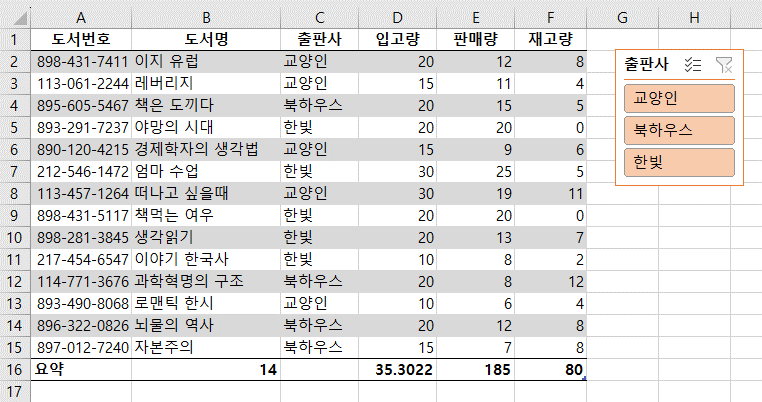 A B C D E F G H
1 도서번호 도서명 출판사 입고량 판매량 재고량
2 898-431-7411 이지 유럽 교양인 20 12 8
3 113-061-2244 레버리지 교양인 15 11 4
4 895-605-5467 책은 도끼다 북하우스 20 15 5
5 893-291-7237 야망의 시대 한빛 20 20 0
6 890-120-4215 경제학자의 생각법 교양인 15 9 6
7 212-546-1472 엄마 수업 한빛 30 25 5
8 113-457-1264 떠나고 싶을때 교양인 30 19 11
9 898-431-5117 책먹는 여우 한빛 20 20 0
10 898-281-3845 생각읽기 한빛 20 13 7
11 217-454-6547 이야기 한국사 한빛 10 8 2
12 114-771-3676 과학혁명의 구조 북하우스 20 8 12
13 893-490-8068 로맨틱 한시 교양인 10 6 4
14 896-322-0826 뇌물의 역사 북하우스 20 12 8
15 897-012-7240 자본주의 북하우스 15 7 8
16 요약 14 35.3022 185 80
17
출판사
교양인
북하우스
한빛